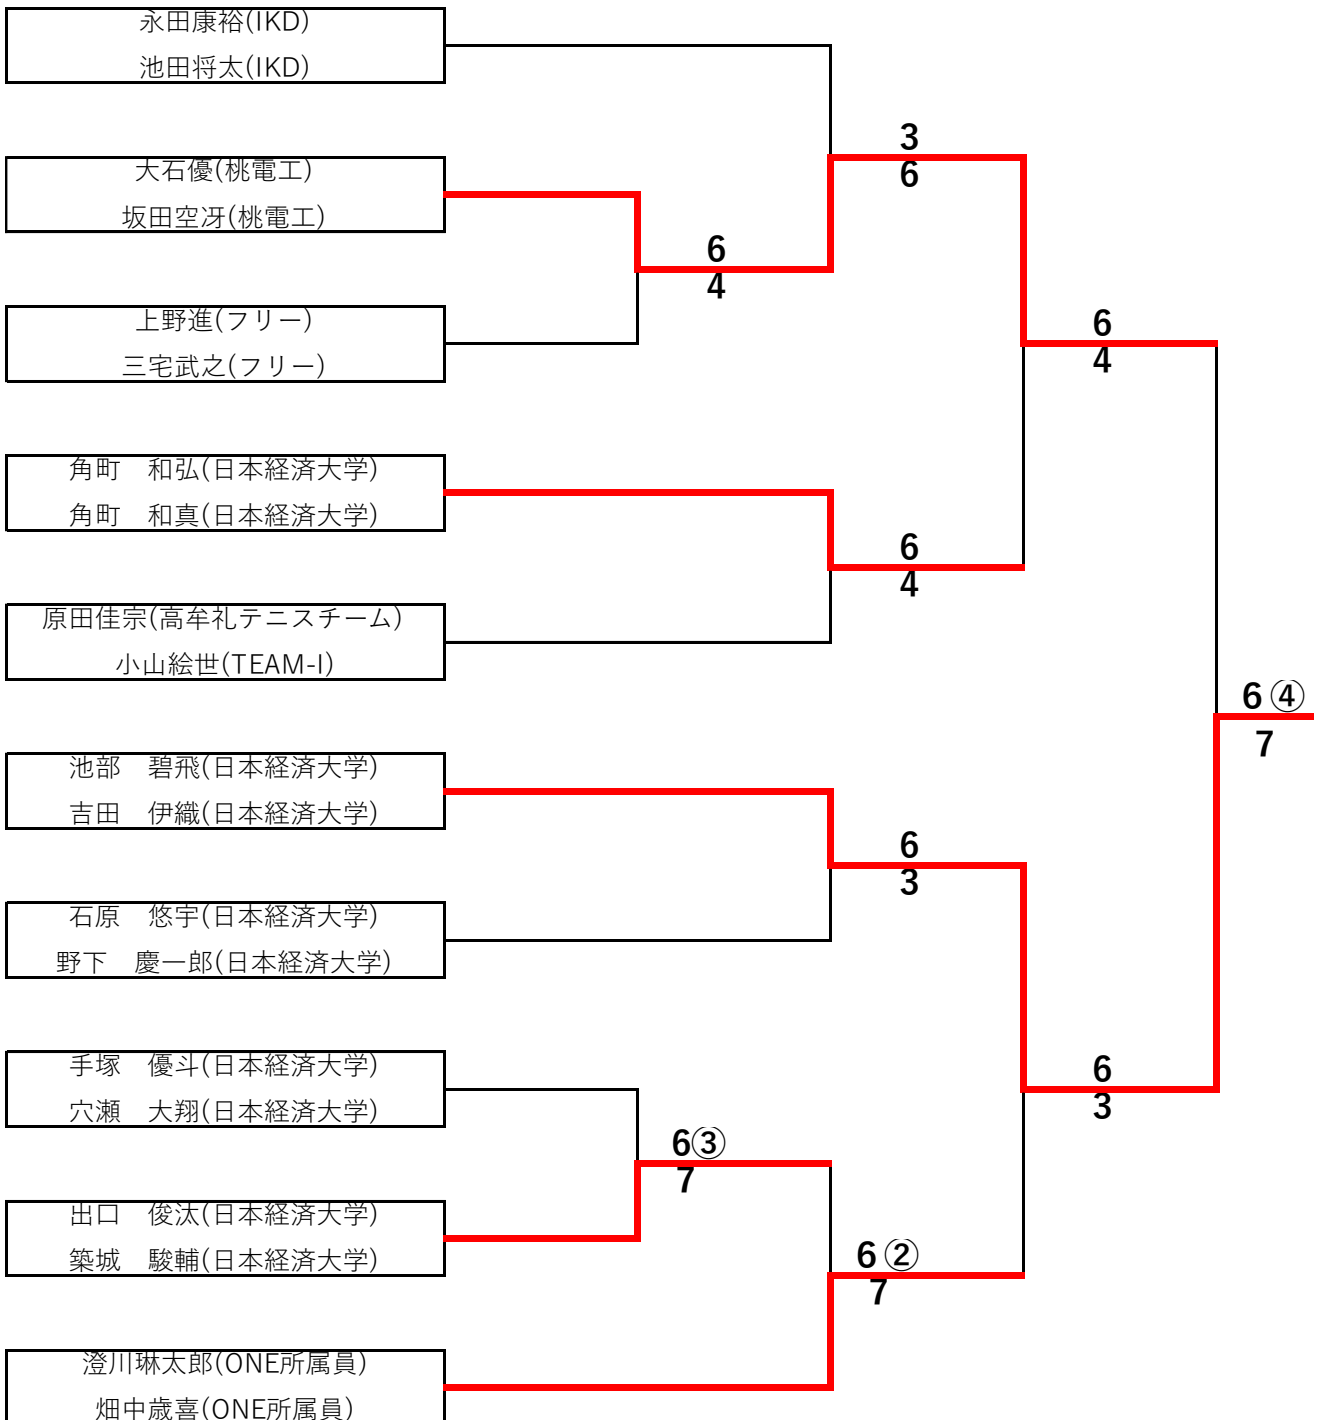 永田康裕(IKD)
池田将太(IKD)
3
6
大石優(桃電工)
坂田空冴(桃電工)
6
4
上野進(フリー)
三宅武之(フリー)
6
4
角町　和弘(日本経済大学)
角町　和真(日本経済大学)
6
4
原田佳宗(高牟礼テニスチーム)
小山絵世(TEAM-I)
6④
7
池部　碧飛(日本経済大学)
吉田　伊織(日本経済大学)
6
3
石原　悠宇(日本経済大学)
野下　慶一郎(日本経済大学)
手塚　優斗(日本経済大学)
穴瀬　大翔(日本経済大学)
6
3
6③
7
出口　俊汰(日本経済大学)
築城　駿輔(日本経済大学)
6②
7
澄川琳太郎(ONE所属員)
畑中歳喜(ONE所属員)